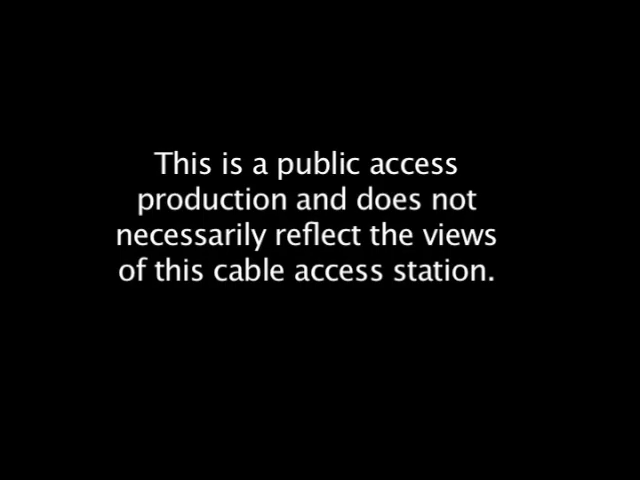 This is a public access
production and does not
necessarily reflect the views
of this cable access station.